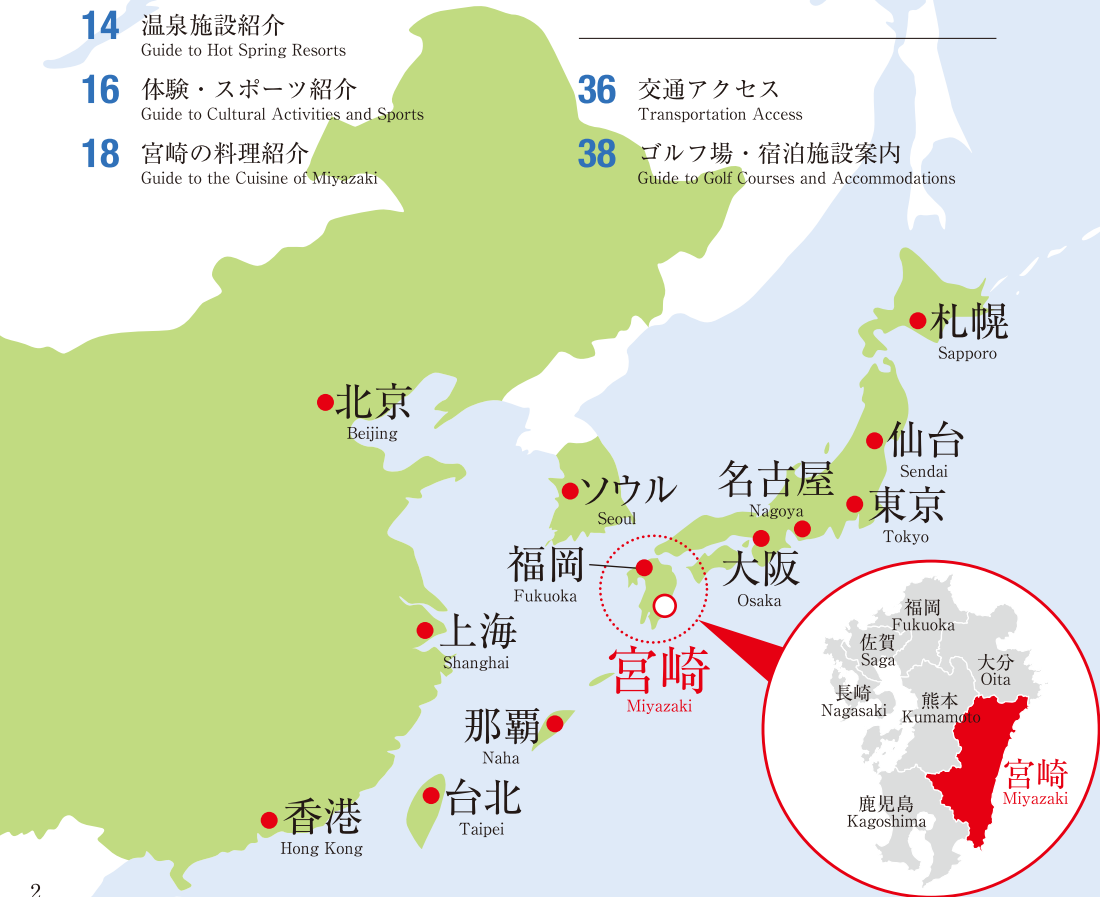 14 温泉施設紹介
Guide to Hot Spring Resorts
16 体験・スポーツ紹介
Guide to Cultural Activities and Sports
18 宮崎の料理紹介
Guide to the Cuisine of Miyazaki
36 交通アクセス
Transportation Access
38 ゴルフ場・宿泊施設案内
Guide to Golf Courses and Accommodations
札幌
Sapporo
北京
Beijing
仙台
Sendai
名古屋
Nagoya
ソウル
Seoul
東京
Tokyo
福岡
Fukuoka
大阪
Osaka
上海
Shanghai
宮崎
Miyazaki
那覇
Naha
台北
Taipei
香港
Hong Kong
福岡
Fukuoka
佐賀
Saga
大分
Oita
長崎
Nagasaki
熊本
Kumamoto
宮崎
Miyazaki
鹿児島
Kagoshima
2